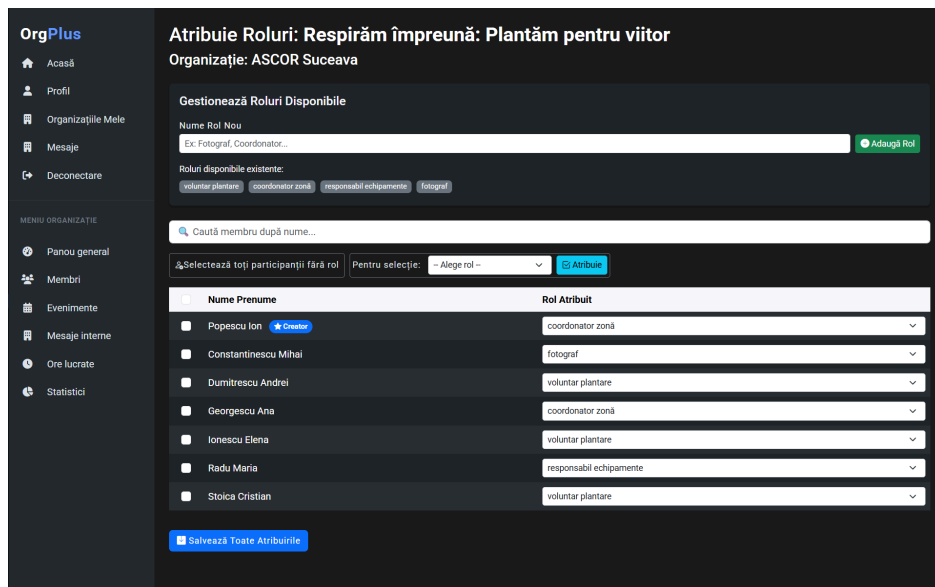 OrgPlus
Acasă
Profil
Organizațiile Mele
Mesaje
Deconectare
MENIU ORGANIZAȚIE
Panou general
Membri
Evenimente
Mesaje interne
Ore lucrate
Statistici
Atribuie Roluri: Respirăm împreună: Plantăm pentru viitor
Organizație: ASCOR Suceava
Gestionează Roluri Disponibile
Nume Rol Nou
Ex: Fotograf, Coordonator...
Adaugă Rol
Roluri disponibile existente:
voluntar plantare coordonator zonă responsabil echipamente fotograf
Caută membru după nume...
Selectează toți participanții fără rol Pentru selecție: -- Alege rol -- Atribuie
Nume Prenume Rol Atribuit
Popescu Ion Creator coordonator zonă
Constantinescu Mihai fotograf
Dumitrescu Andrei voluntar plantare
Georgescu Ana coordonator zonă
Ionescu Elena voluntar plantare
Radu Maria responsabil echipamente
Stoica Cristian voluntar plantare
Salvează Toate Atribuirile